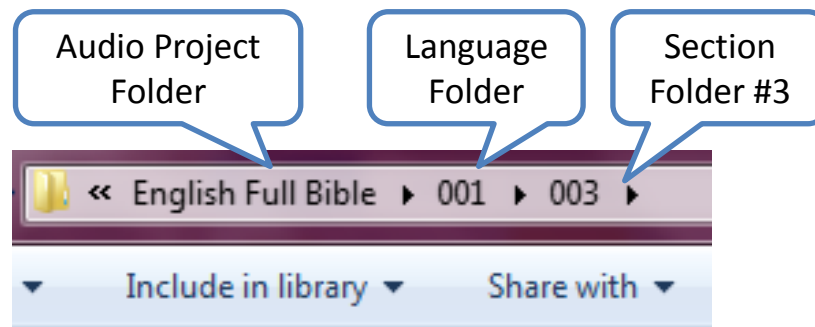 Audio Project
Folder
Language
Folder
Section
Folder #3
« English Full Bible ▸ 001 ▸ 003 ▸
Include in library ▾ Share with ▾